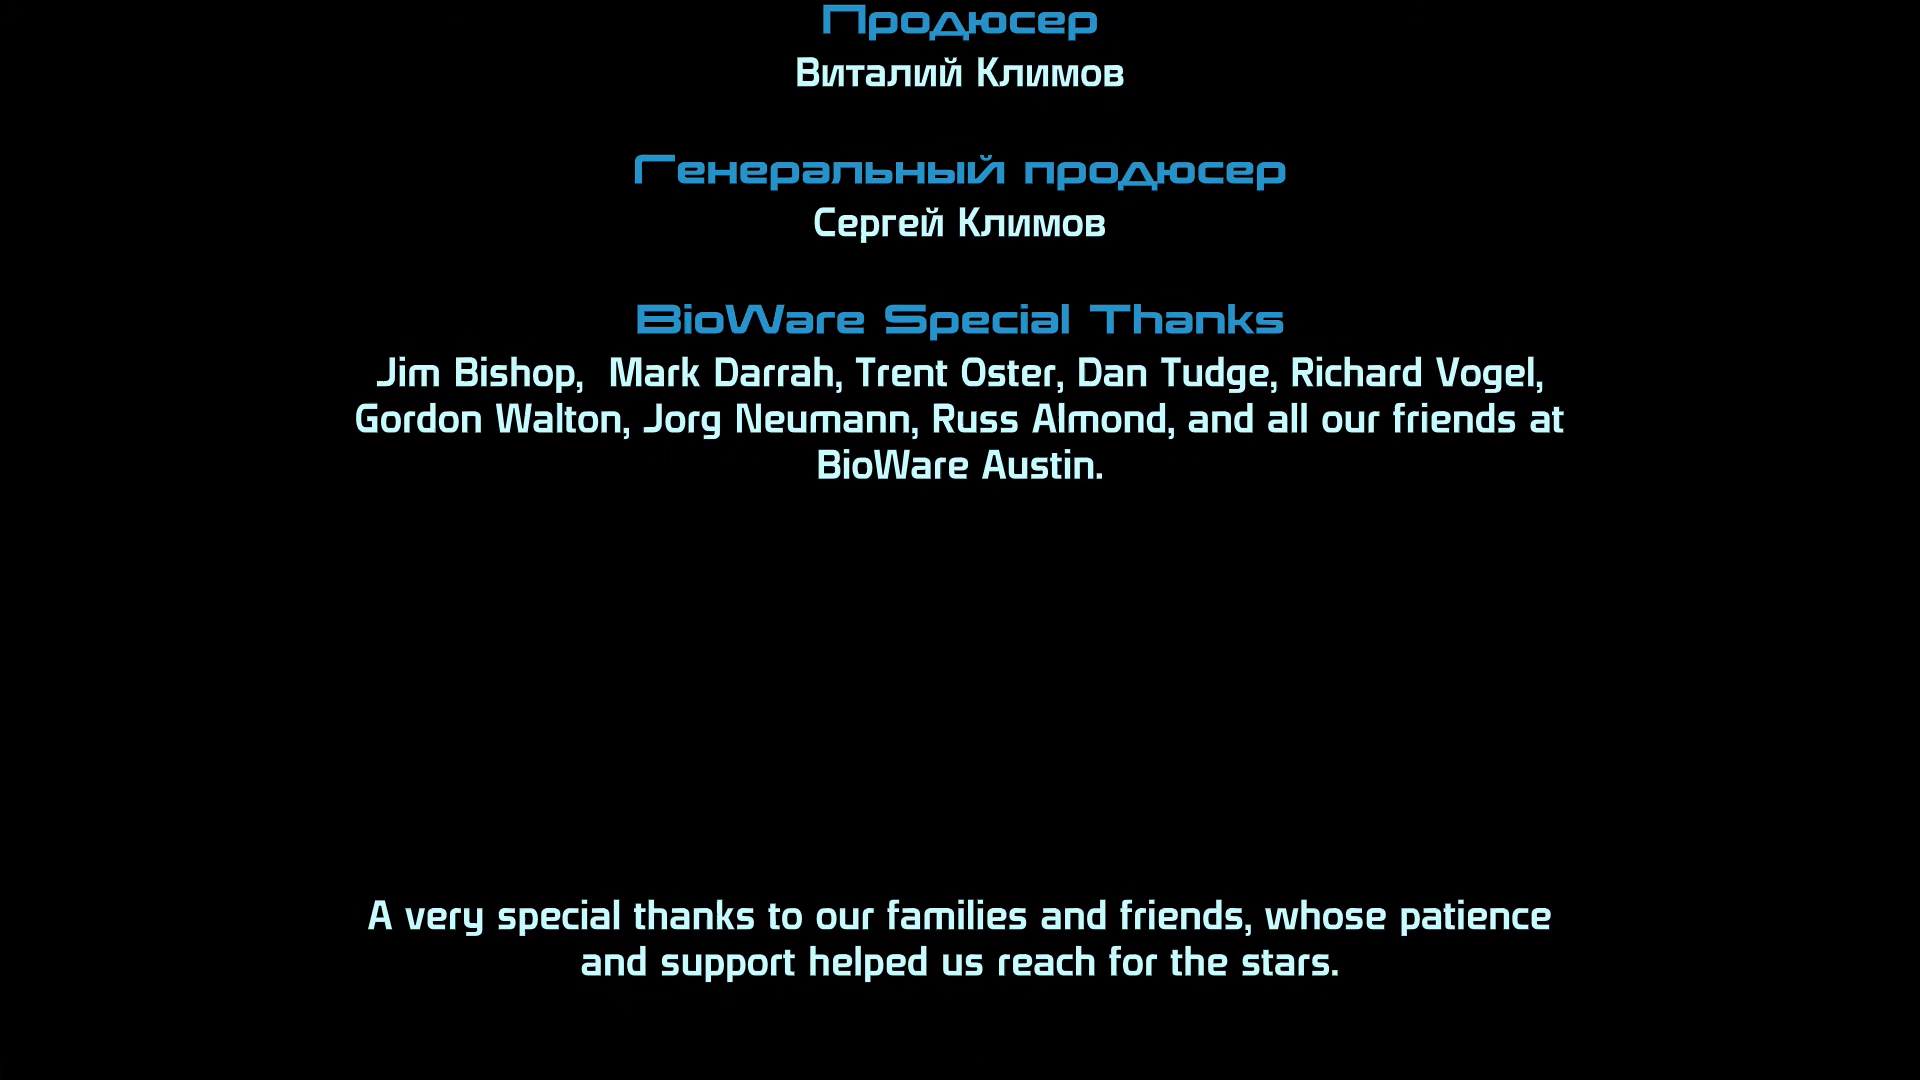 Продюсер
Виталий Климов
Генеральный продюсер
Сергей Климов
BioWare Special Thanks
Jim Bishop,  Mark Darrah, Trent Oster, Dan Tudge, Richard Vogel,
Gordon Walton, Jorg Neumann, Russ Almond, and all our friends at
BioWare Austin.
A very special thanks to our families and friends, whose patience
and support helped us reach for the stars.